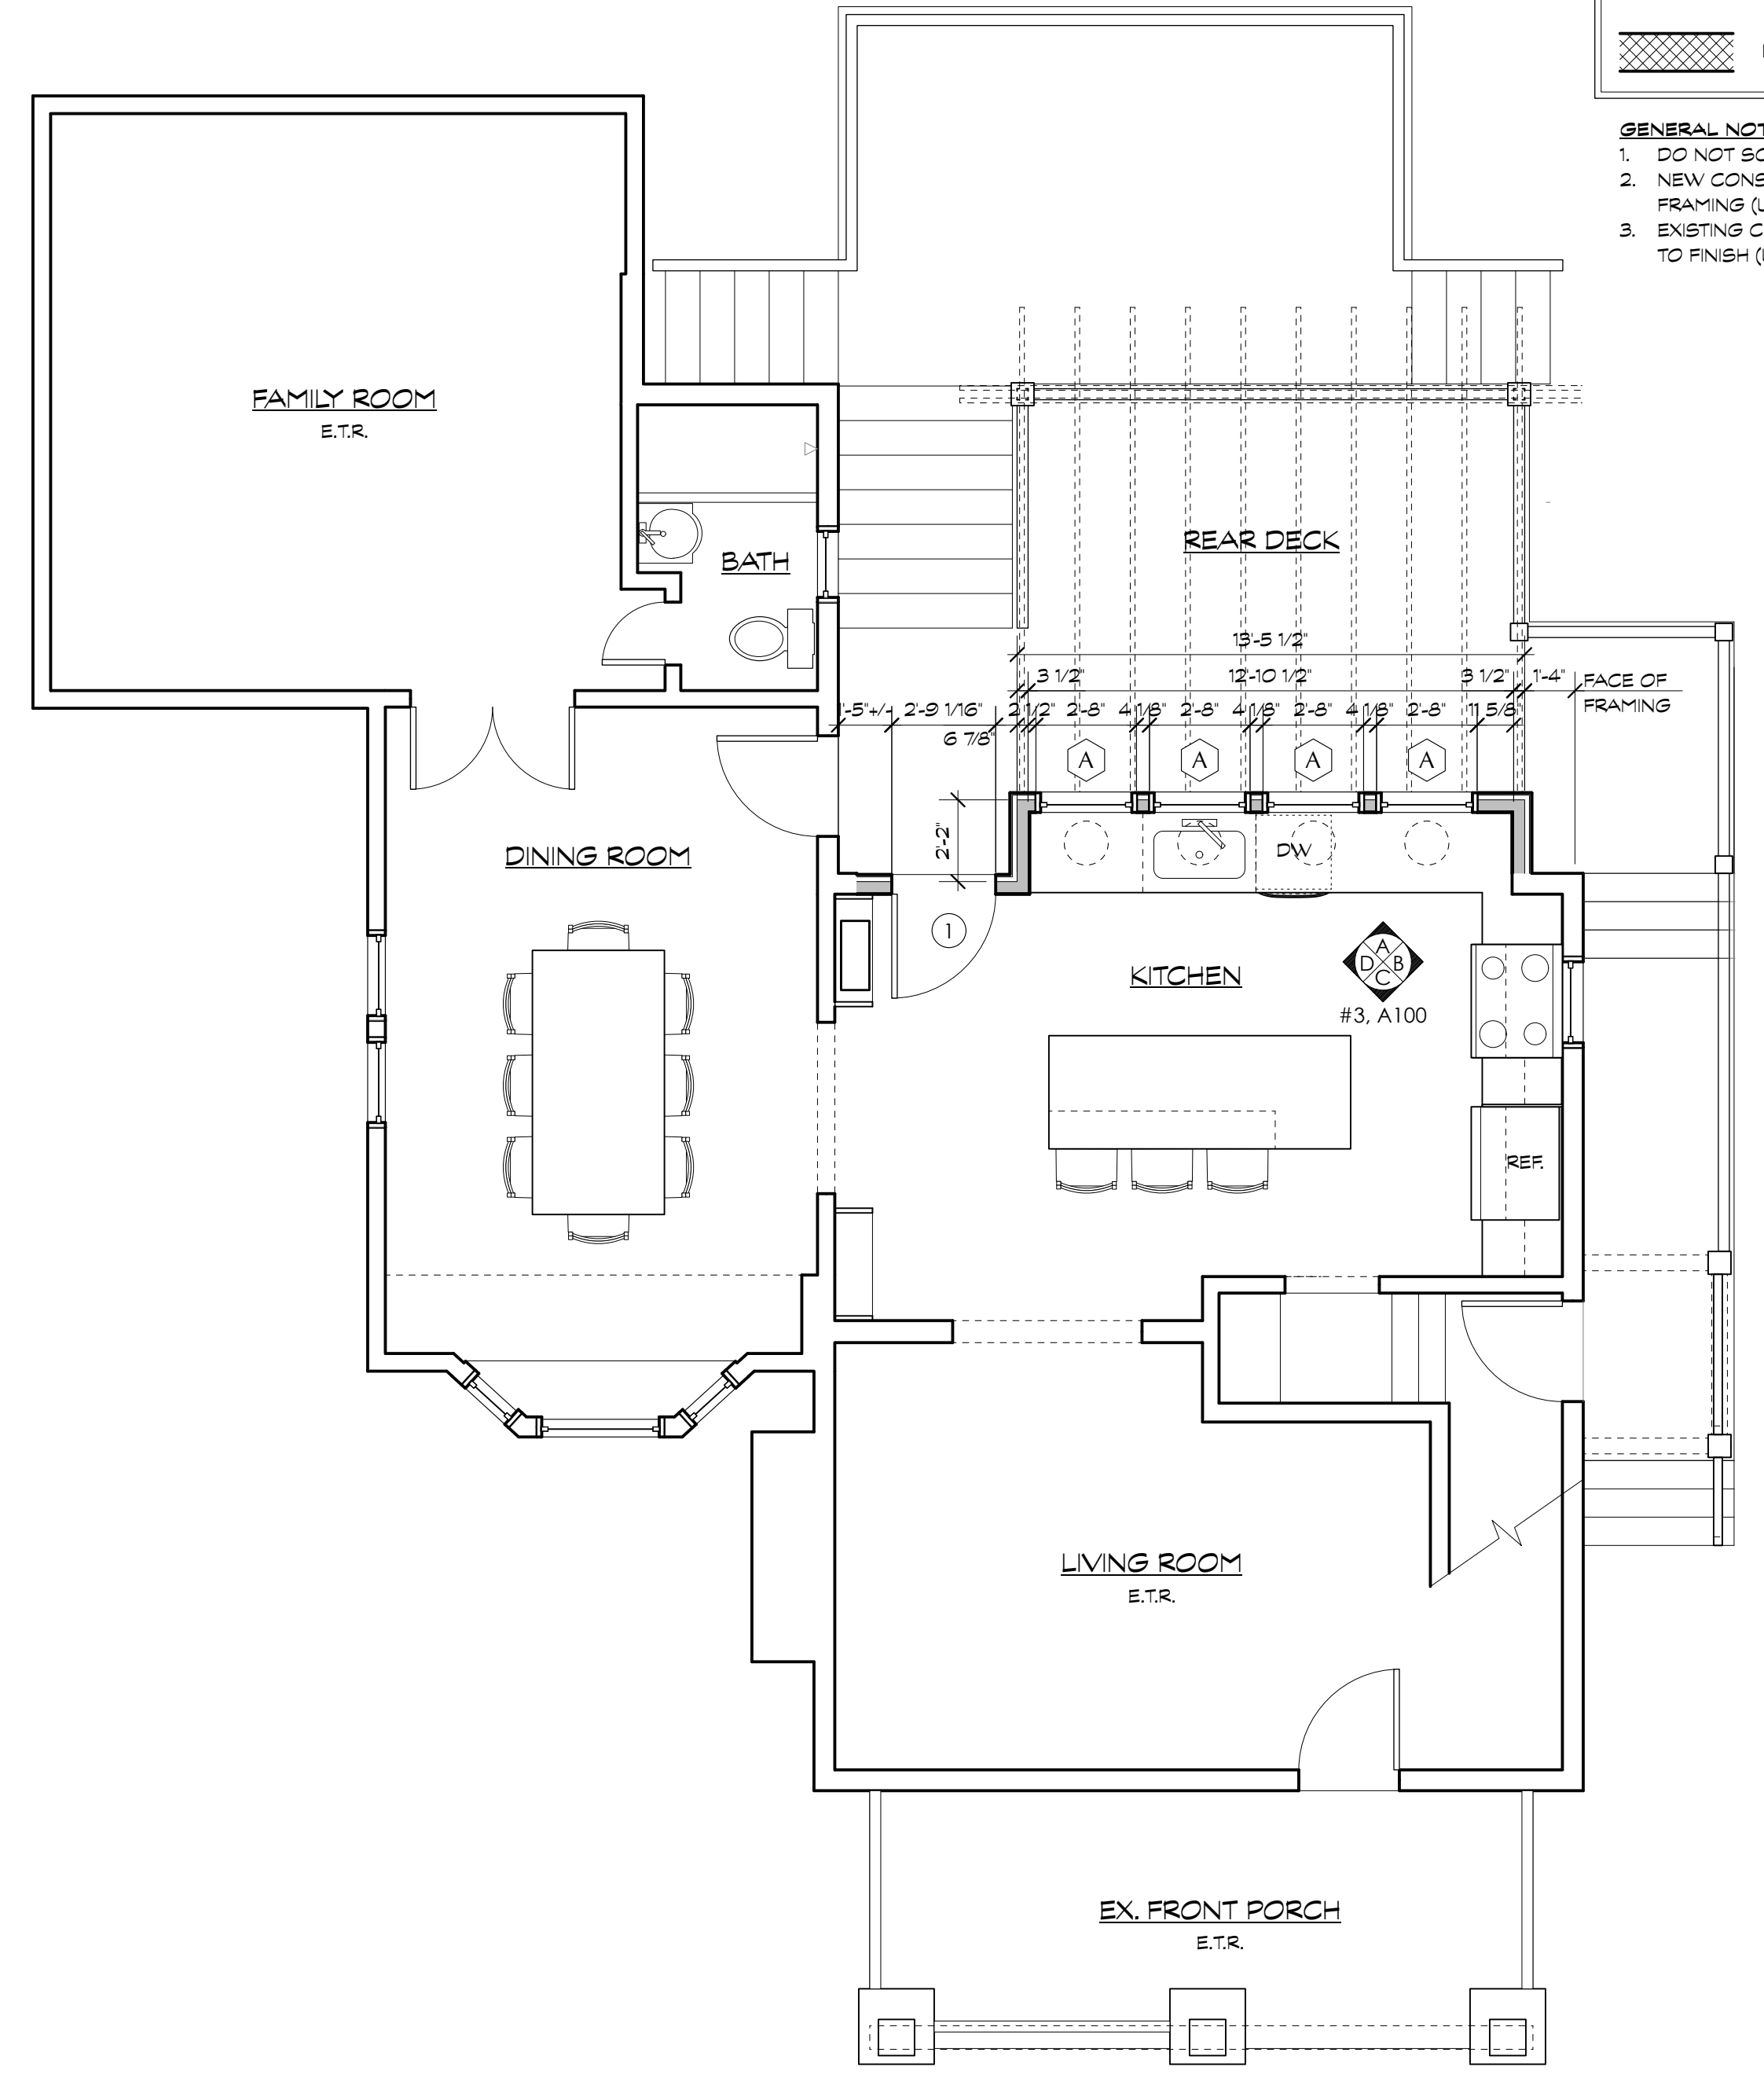 GENERAL NOT
1. DO NOT SC
2. NEW CONS
FRAMING (U
3. EXISTING C
TO FINISH (
FAMILY ROOM
E.T.R.
BATH
REAR DECK
13'-5 1/2"
3 1/2" 12'-10 1/2" 3 1/2" 1'-4" FACE OF
FRAMING
1'-5"+/- 2'-9 1/16" 2 1/2" 2'-8" 4 1/8" 2'-8" 4 1/8" 2'-8" 4 1/8" 2'-8" 11 5/8"
6 7/8"
A A A A
2'-2"
DW
DINING ROOM
1
KITCHEN
A
D B
C
#3, A100
REF.
LIVING ROOM
E.T.R.
EX. FRONT PORCH
E.T.R.